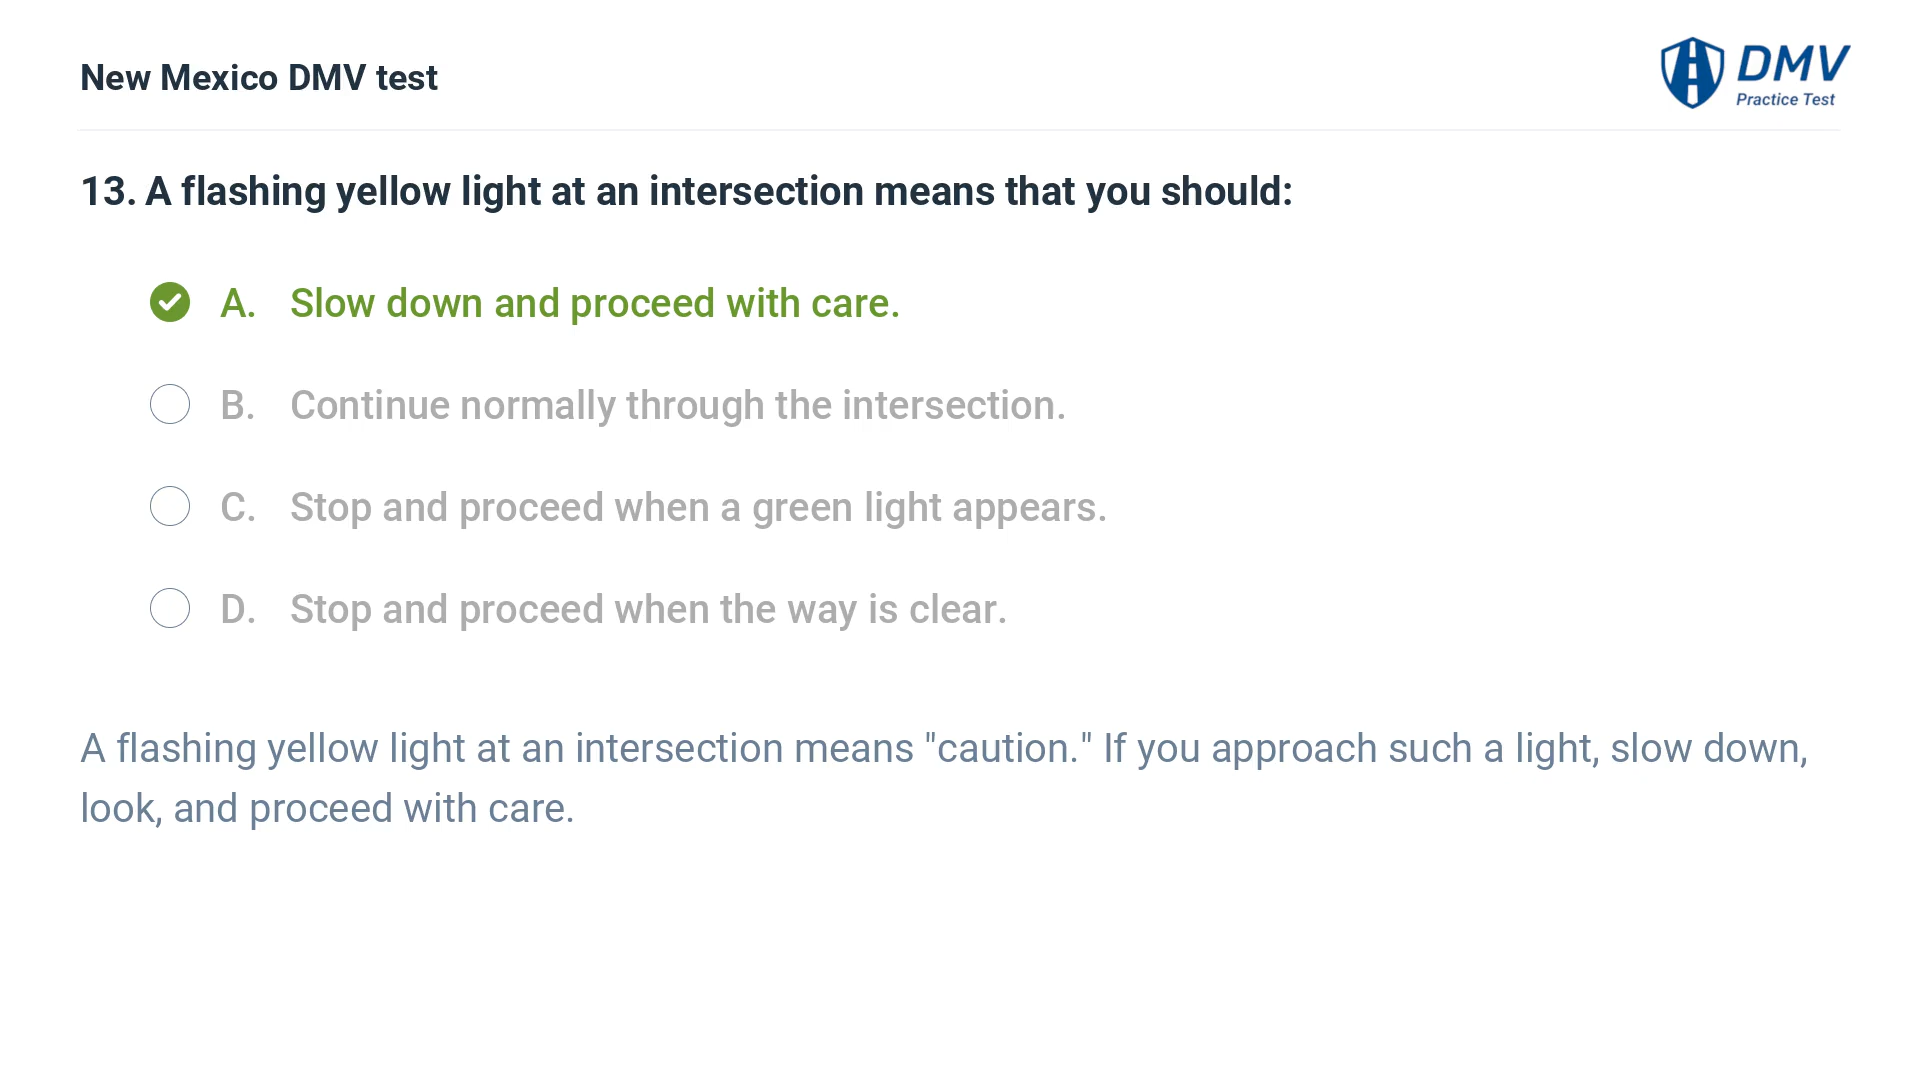 New Mexico DMV test
DMV
Practice Test
13. A flashing yellow light at an intersection means that you should:
A. Slow down and proceed with care.
B. Continue normally through the intersection.
C. Stop and proceed when a green light appears.
D. Stop and proceed when the way is clear.
A flashing yellow light at an intersection means "caution." If you approach such a light, slow down,
look, and proceed with care.